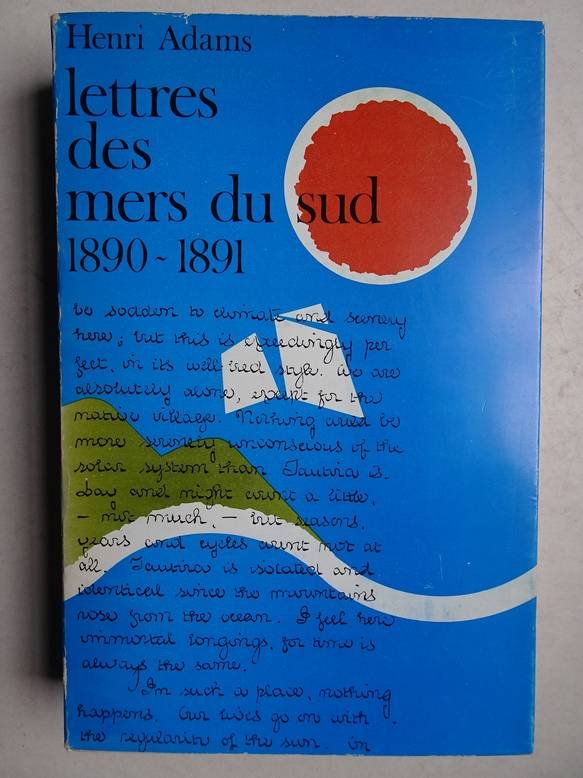 Henri Adams
lettres
des
mers du sud
1890~1891
be sodden to climate and scenery
here; but this is exceedingly per
fect, in its well-bred style. We are
absolutely alone, except for the
native village. Nothing could be
more serenely unconscious of the
solar system than Tautira is.
Day and night count a little,
– not much, – but seasons,
years and cycles count not at
all. Tautira is isolated and
identical since the mountains
rose from the ocean. I feel here
immortal longings, for time is
always the same.
In such a place, nothing
happens. Our lives go on with
the regularity of the sun. In